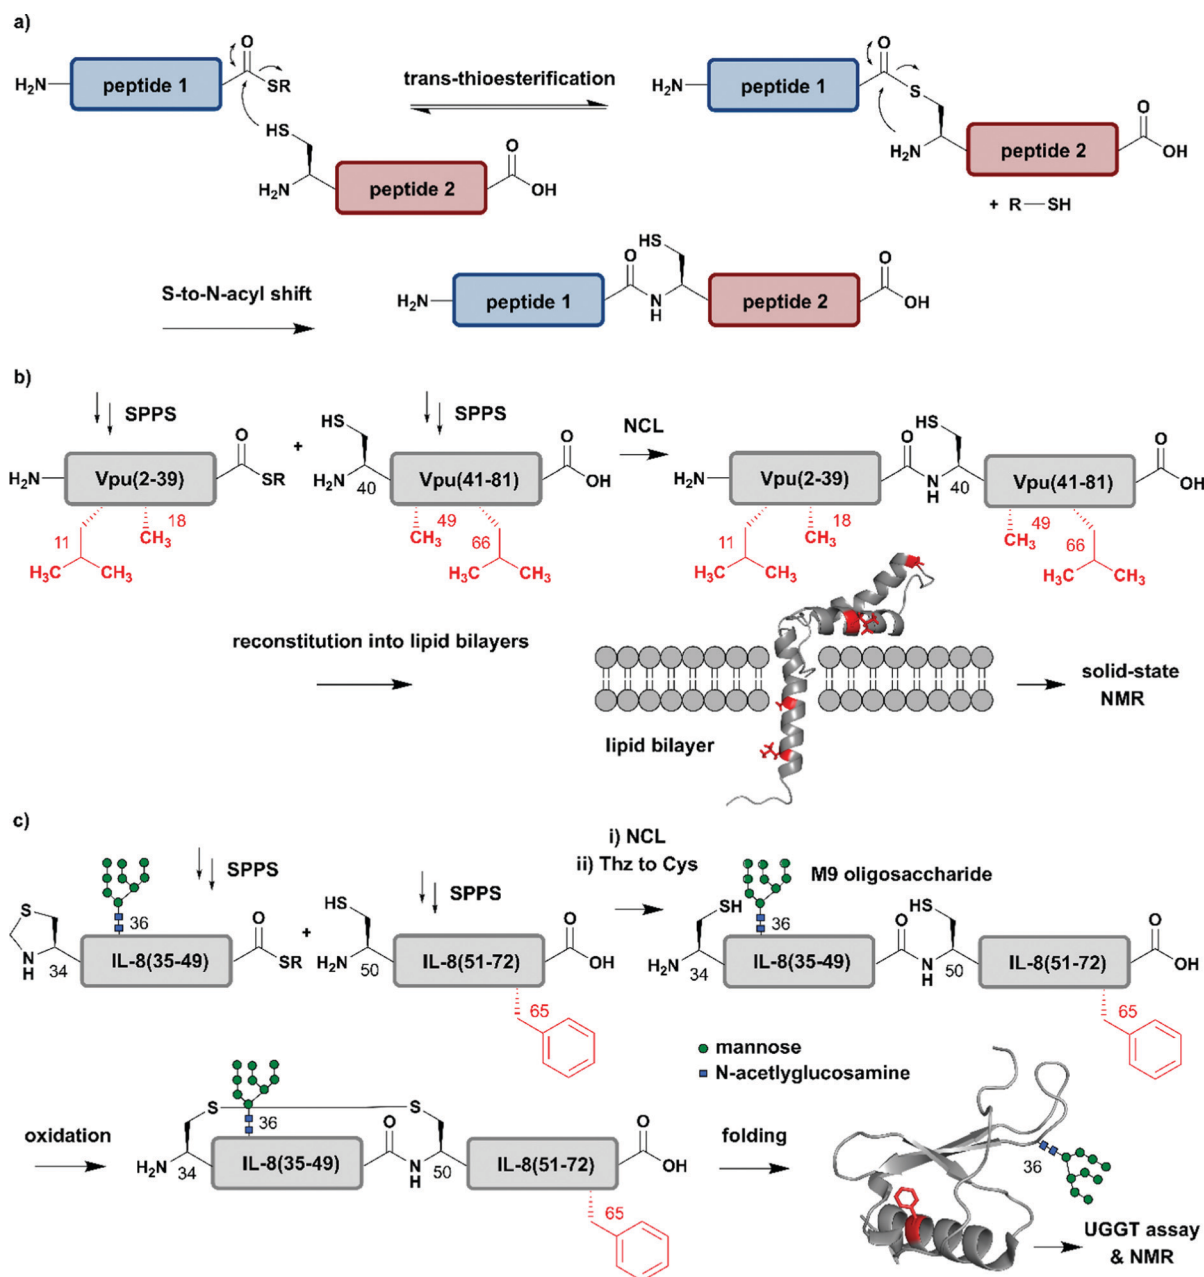 a)
H₂N
peptide 1
O
SR
trans-thioesterification
H₂N
peptide 1
O
S
HS
H₂N
peptide 2
O
OH
H₂N
peptide 2
O
OH
+ R—SH
S-to-N-acyl shift
H₂N
peptide 1
O
N
H
HS
peptide 2
O
OH
b)
SPPS
H₂N
Vpu(2-39)
O
SR
11
18
CH₃
H₃C
CH₃
+
HS
H₂N
40
SPPS
Vpu(41-81)
O
OH
49
CH₃
66
H₃C
CH₃
NCL
H₂N
Vpu(2-39)
O
N
H
HS
40
Vpu(41-81)
O
OH
11
18
CH₃
H₃C
CH₃
49
CH₃
66
H₃C
CH₃
reconstitution into lipid bilayers
lipid bilayer
solid-state
NMR
c)
SPPS
S
N
H
34
36
IL-8(35-49)
O
SR
+
HS
H₂N
50
SPPS
IL-8(51-72)
O
OH
65
i) NCL
ii) Thz to Cys
M9 oligosaccharide
SH
H₂N
34
36
IL-8(35-49)
O
N
H
HS
50
IL-8(51-72)
O
OH
65
mannose
N-acetlyglucosamine
oxidation
S
S
H₂N
34
36
IL-8(35-49)
O
N
H
50
IL-8(51-72)
O
OH
65
folding
36
UGGT assay
& NMR